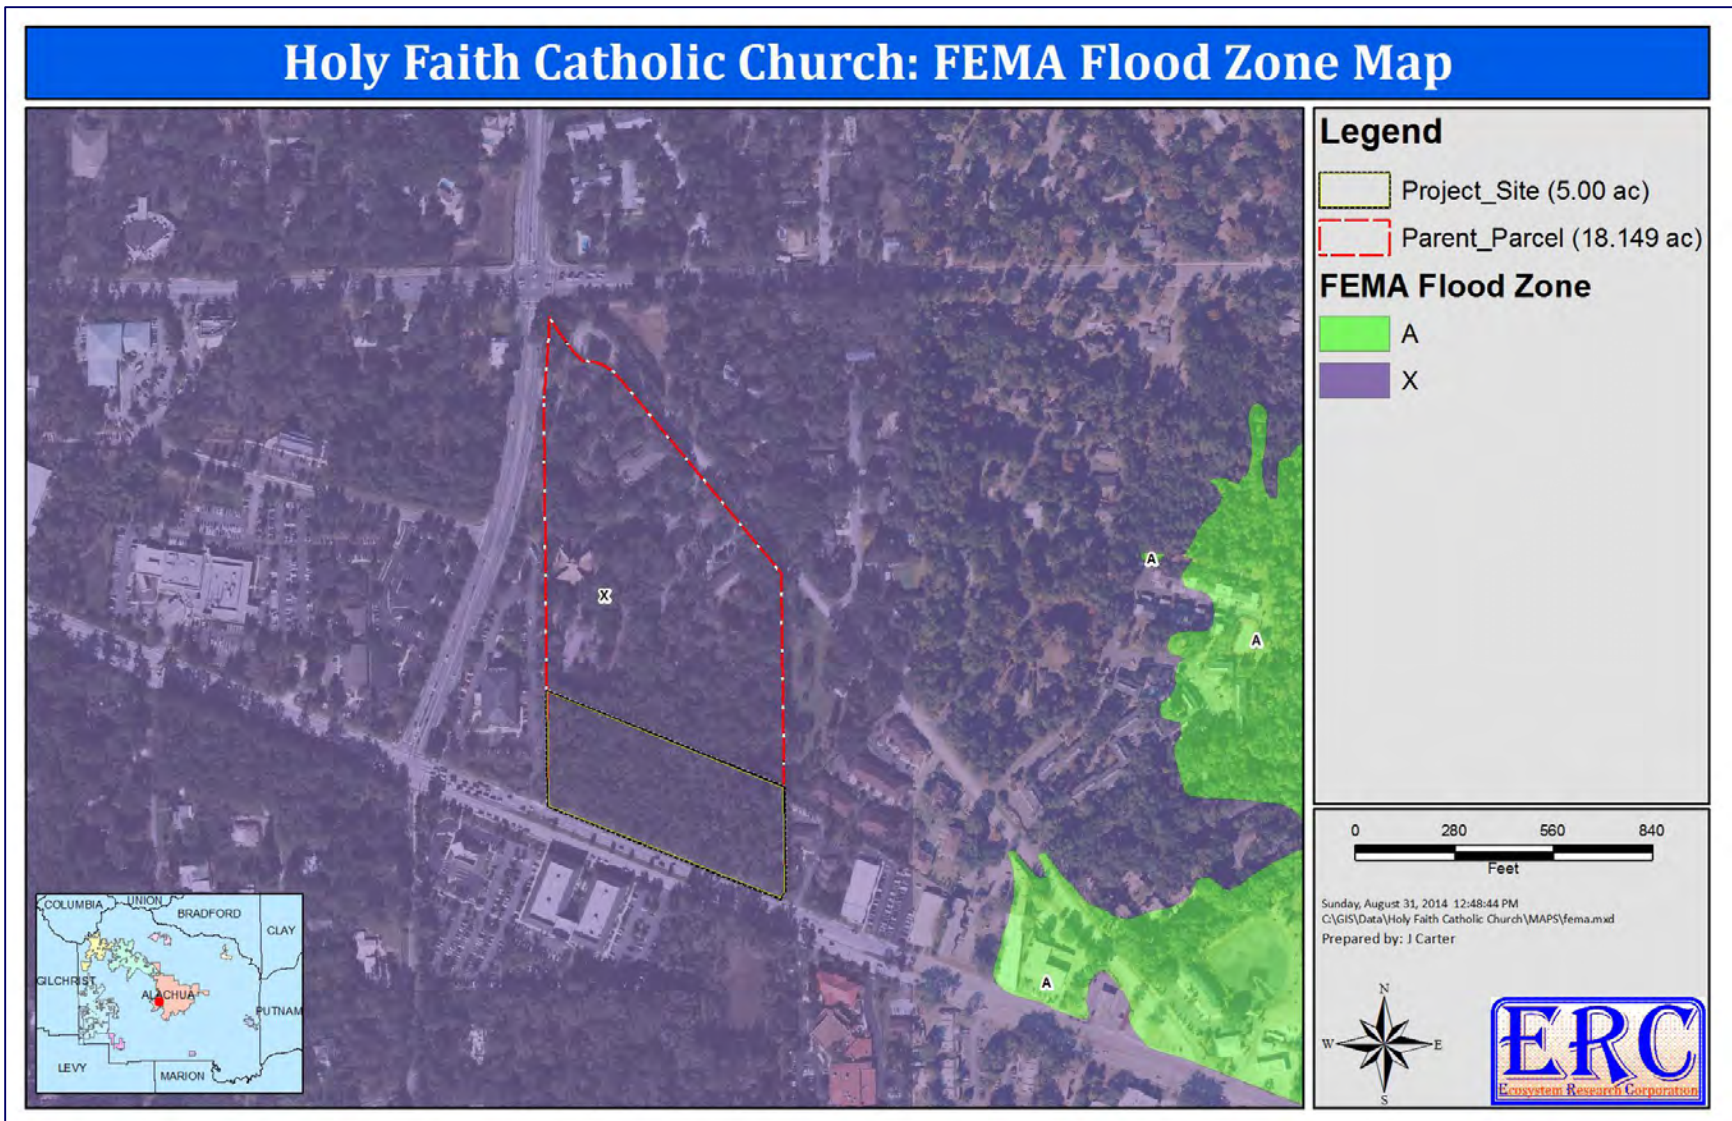 Holy Faith Catholic Church: FEMA Flood Zone Map
Legend
Project_Site (5.00 ac)
Parent_Parcel (18.149 ac)
FEMA Flood Zone
A
X
A
A
X
A
COLUMBIA
UNION
BRADFORD
CLAY
GILCHRIST
ALACHUA
PUTNAM
LEVY
MARION
0 280 560 840
Feet
Sunday, August 31, 2014 12:48:44 PM
C:\GIS\Data\Holy Faith Catholic Church\MAPS\fema.mxd
Prepared by: J Carter
N
W E
S
ERC
Ecosystem Research Corporation